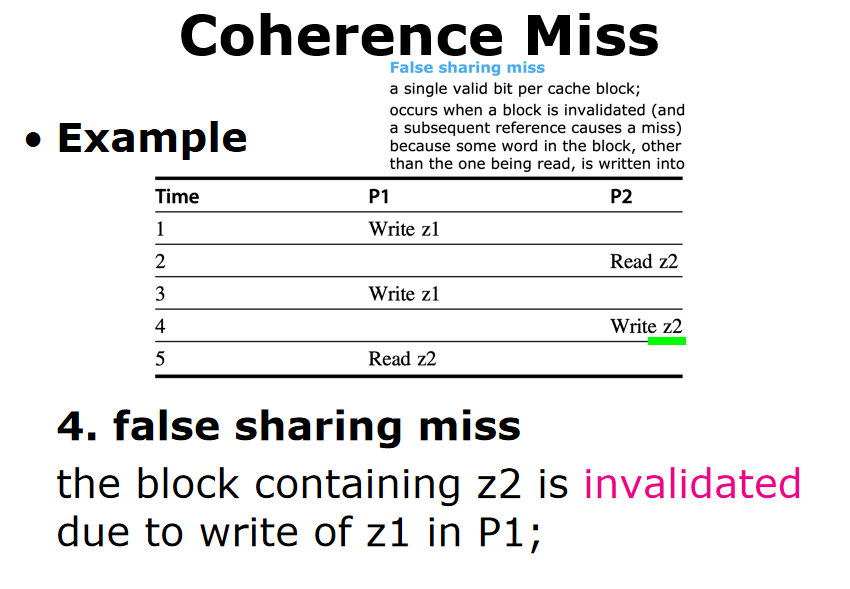 Coherence Miss
False sharing miss
a single valid bit per cache block;
occurs when a block is invalidated (and
a subsequent reference causes a miss)
because some word in the block, other
than the one being read, is written into
• Example
Time P1 P2
1 Write z1
2 Read z2
3 Write z1
4 Write z2
5 Read z2
4. false sharing miss
the block containing z2 is invalidated
due to write of z1 in P1;